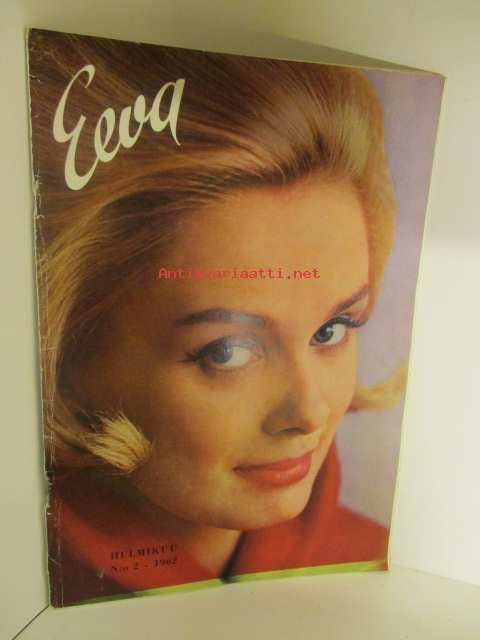 Eeva
Antikvariaatti.net
HELMIKUU
N:o 2 - 1962